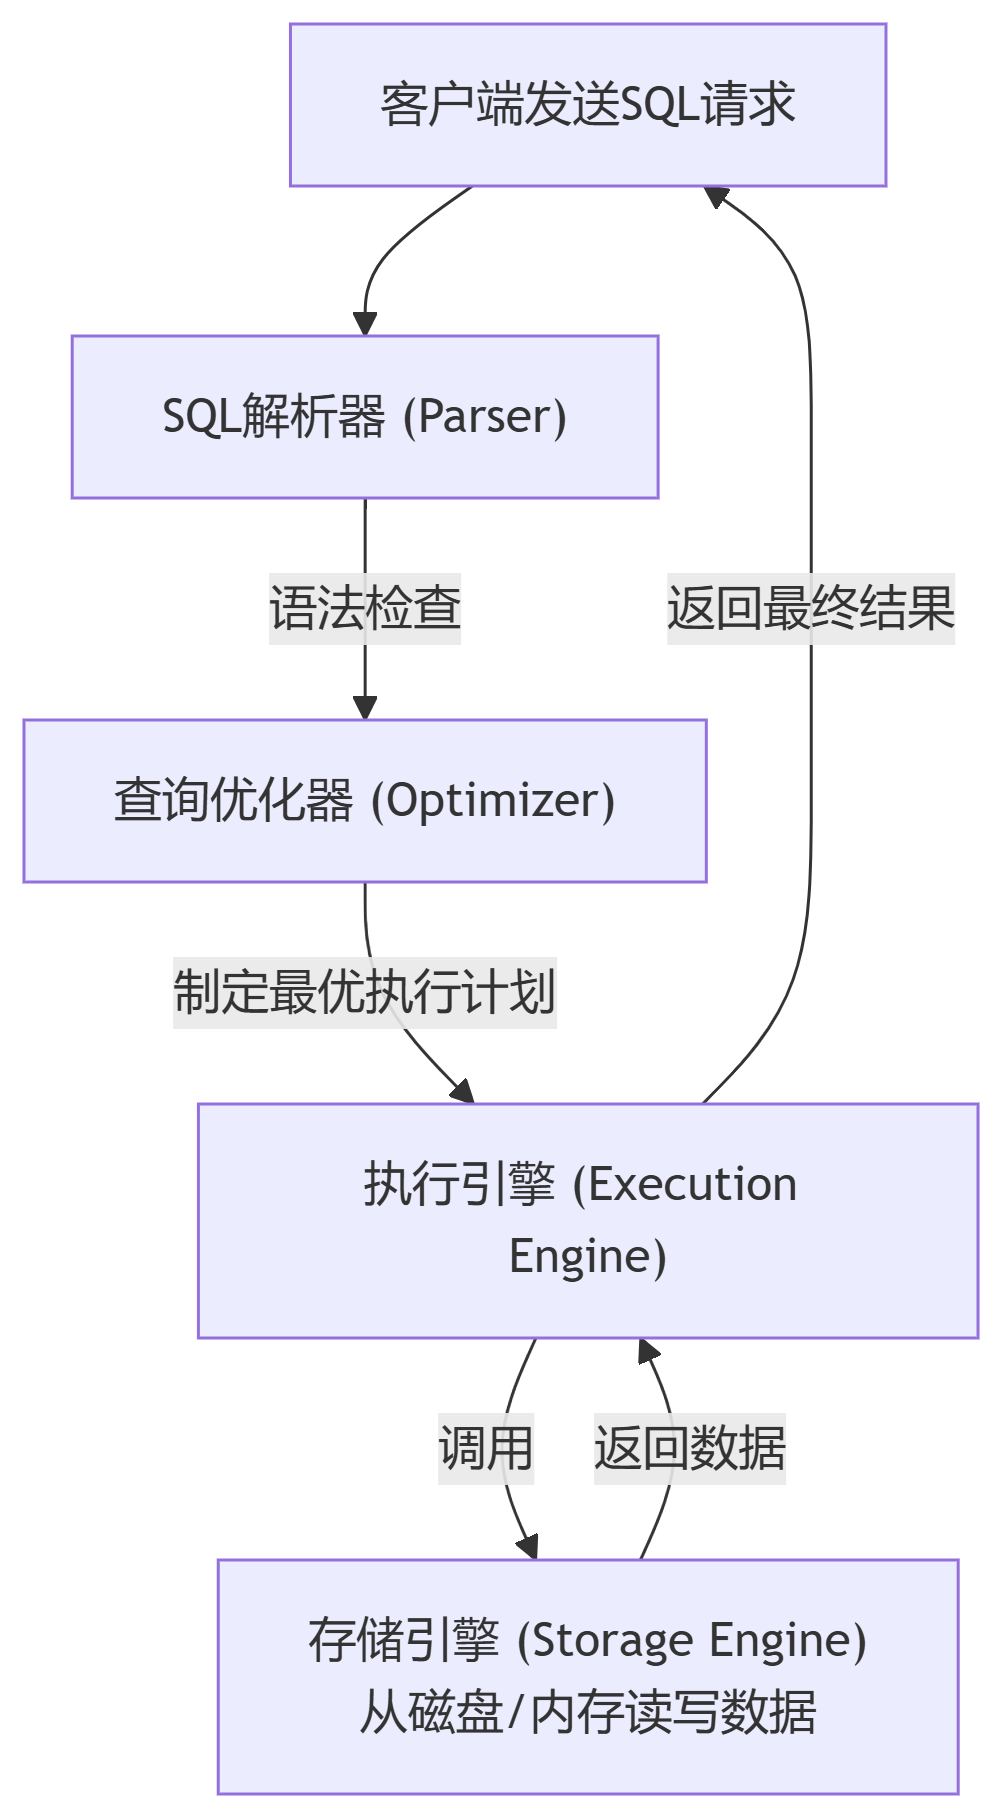 客户端发送SQL请求
SQL解析器 (Parser)
语法检查
返回最终结果
查询优化器 (Optimizer)
制定最优执行计划
执行引擎 (Execution
Engine)
调用
返回数据
存储引擎 (Storage Engine)
从磁盘/内存读写数据